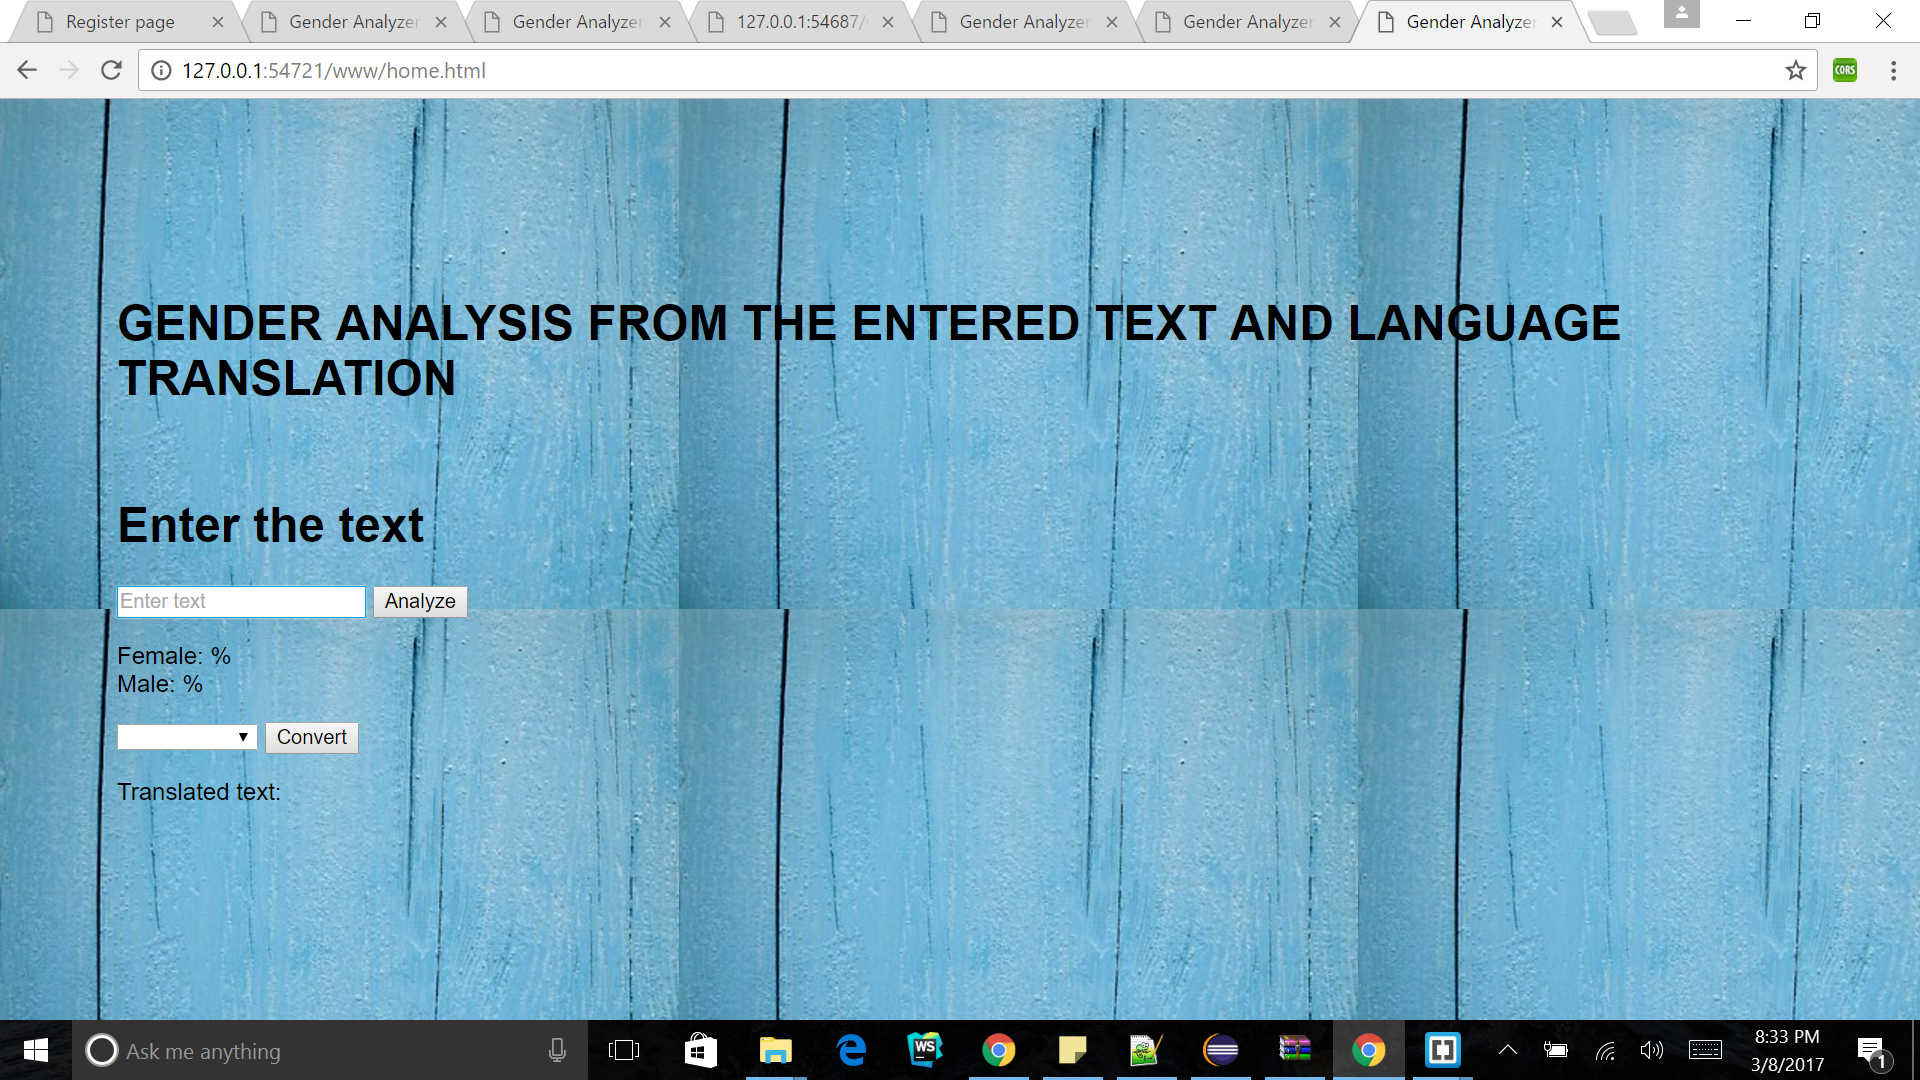 Register page
Gender Analyzer
Gender Analyzer
127.0.0.1:54687/
Gender Analyzer
Gender Analyzer
Gender Analyzer
127.0.0.1:54721/www/home.html
CORS
GENDER ANALYSIS FROM THE ENTERED TEXT AND LANGUAGE
TRANSLATION
Enter the text
Enter text
Analyze
Female: %
Male: %
Convert
Translated text:
Ask me anything
WS
8:33 PM
3/8/2017
1